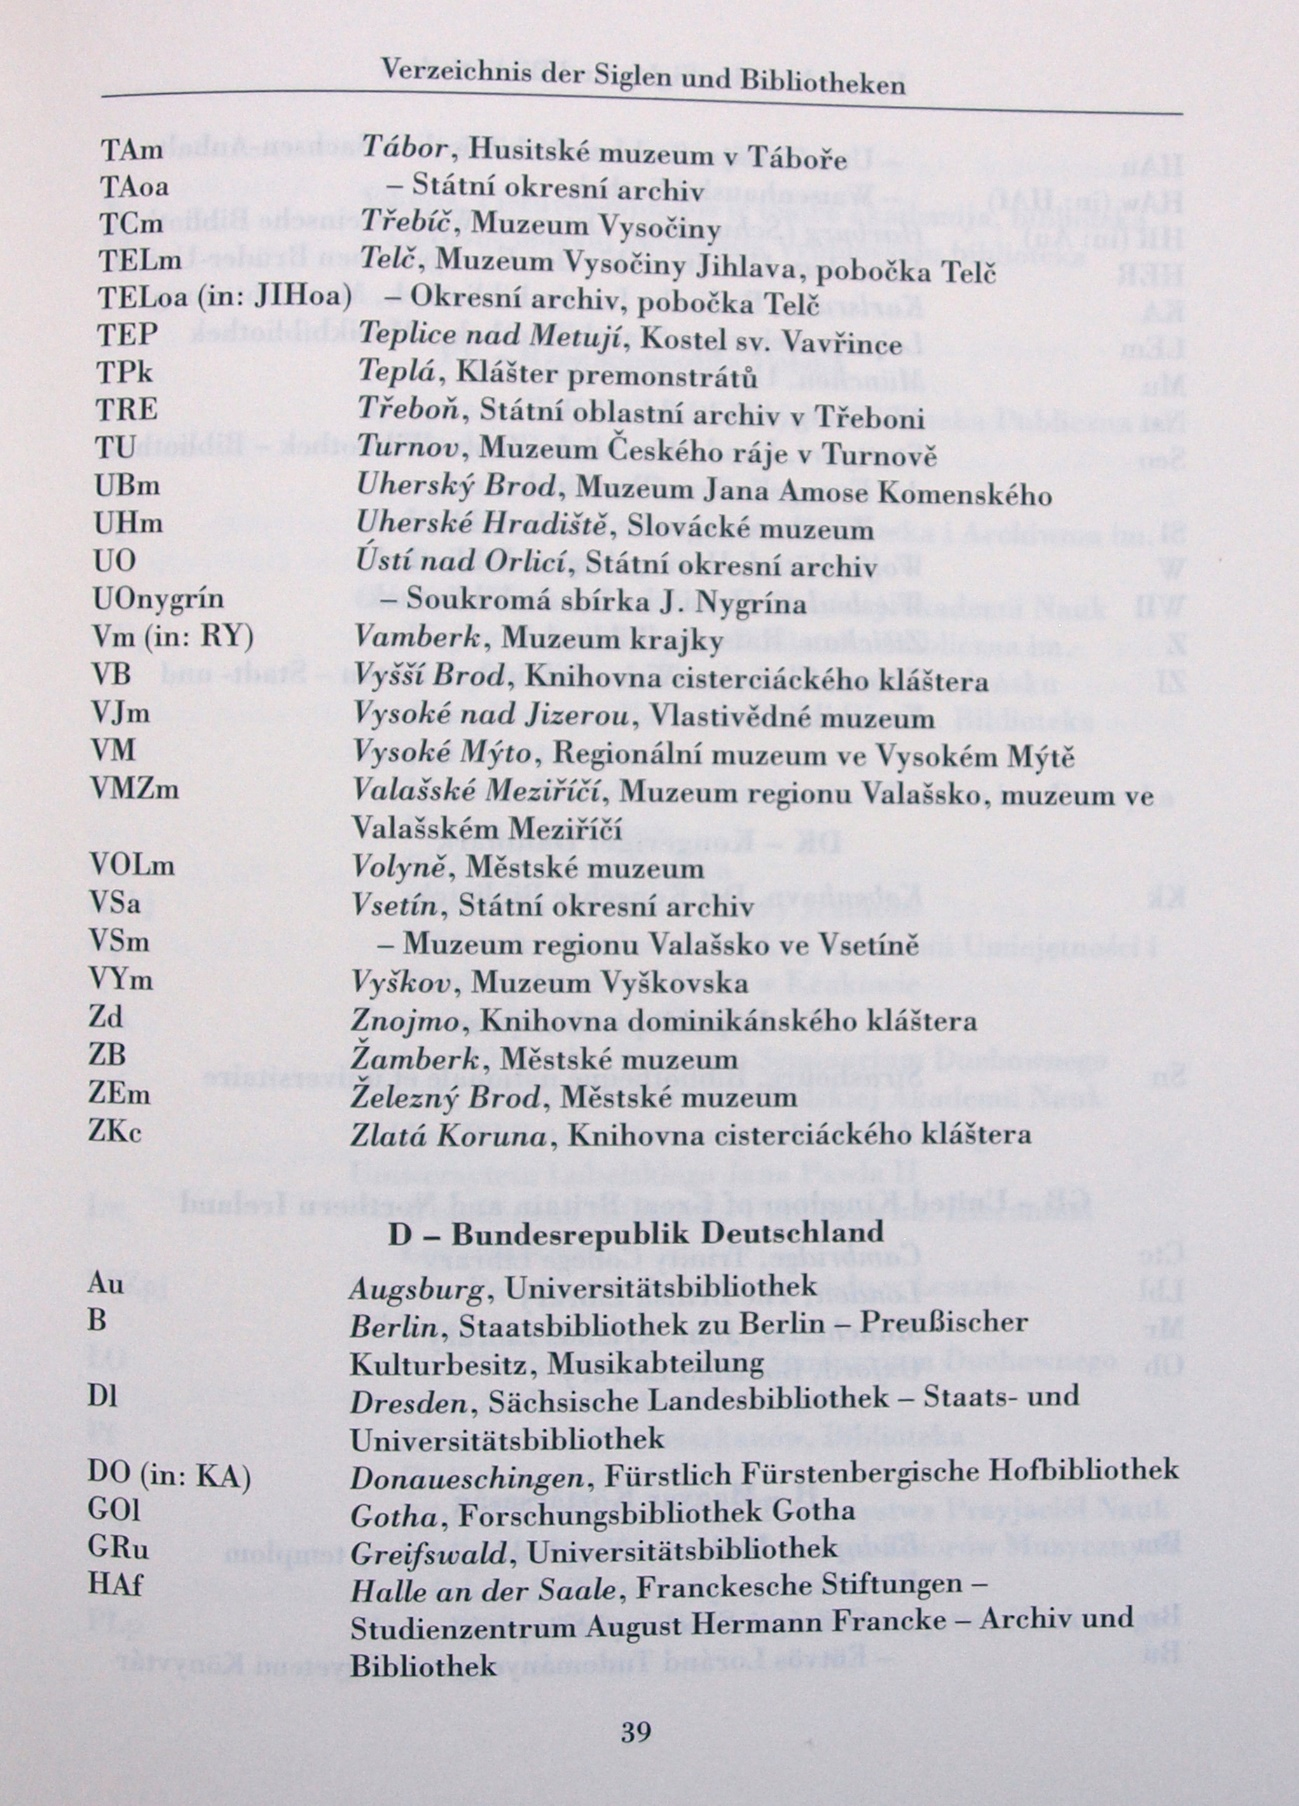 Verzeichnis der Siglen und Bibliotheken
TAm Tábor, Husitské muzeum v Táboře
TAoa – Státní okresní archiv
TCm Třebíč, Muzeum Vysočiny
TELm Telč, Muzeum Vysočiny Jihlava, pobočka Telč
TELoa (in: JIHoa) – Okresní archiv, pobočka Telč
TEP Teplice nad Metují, Kostel sv. Vavřince
TPk Teplá, Klášter premonstrátů
TRE Třeboň, Státní oblastní archiv v Třeboni
TU Turnov, Muzeum Českého ráje v Turnově
UBm Uherský Brod, Muzeum Jana Amose Komenského
UHm Uherské Hradiště, Slovácké muzeum
UO Ústí nad Orlicí, Státní okresní archiv
UOnygrín – Soukromá sbírka J. Nygrína
Vm (in: RY) Vamberk, Muzeum krajky
VB Vyšší Brod, Knihovna cisterciáckého kláštera
VJm Vysoké nad Jizerou, Vlastivědné muzeum
VM Vysoké Mýto, Regionální muzeum ve Vysokém Mýtě
VMZm Valašské Meziříčí, Muzeum regionu Valašsko, muzeum ve
Valašském Meziříčí
VOLm Volyně, Městské muzeum
VSa Vsetín, Státní okresní archiv
VSm – Muzeum regionu Valašsko ve Vsetíně
VYm Vyškov, Muzeum Vyškovska
Zd Znojmo, Knihovna dominikánského kláštera
ZB Žamberk, Městské muzeum
ZEm Železný Brod, Městské muzeum
ZKc Zlatá Koruna, Knihovna cisterciáckého kláštera
D – Bundesrepublik Deutschland
Au Augsburg, Universitätsbibliothek
B Berlin, Staatsbibliothek zu Berlin – Preußischer
Kulturbesitz, Musikabteilung
Dl Dresden, Sächsische Landesbibliothek – Staats- und
Universitätsbibliothek
DO (in: KA) Donaueschingen, Fürstlich Fürstenbergische Hofbibliothek
GOl Gotha, Forschungsbibliothek Gotha
GRu Greifswald, Universitätsbibliothek
HAf Halle an der Saale, Franckesche Stiftungen –
Studienzentrum August Hermann Francke – Archiv und
Bibliothek
39